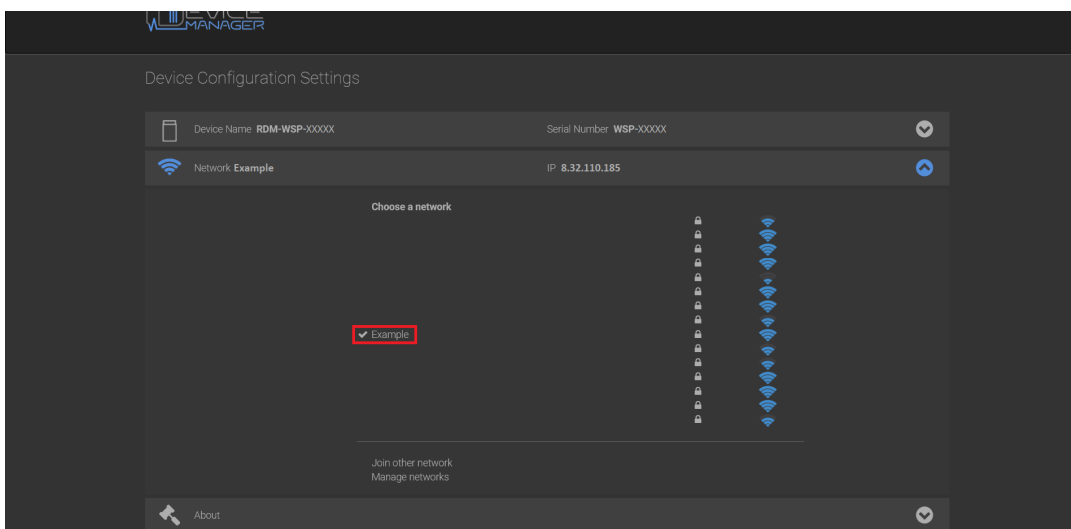 DEVICE
MANAGER
Device Configuration Settings
Device Name RDM-WSP-XXXXX Serial Number WSP-XXXXX
Network Example IP 8.32.110.185
Choose a network
Example
Join other network
Manage networks
About